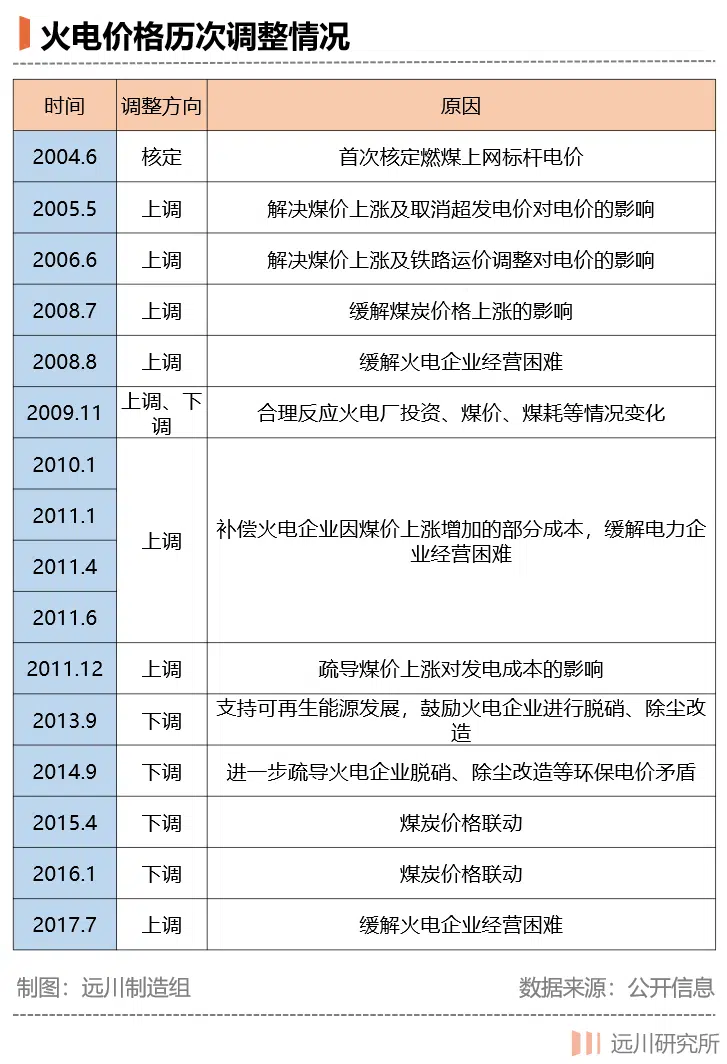 火电价格历次调整情况
时间 调整方向 原因
2004.6 核定 首次核定燃煤上网标杆电价
2005.5 上调 解决煤价上涨及取消超发电价对电价的影响
2006.6 上调 解决煤价上涨及铁路运价调整对电价的影响
2008.7 上调 缓解煤炭价格上涨的影响
2008.8 上调 缓解火电企业经营困难
2009.11 上调、下
调 合理反应火电厂投资、煤价、煤耗等情况变化
2010.1
2011.1
2011.4
2011.6
上调
补偿火电企业因煤价上涨增加的部分成本，缓解电力企
业经营困难
2011.12 上调 疏导煤价上涨对发电成本的影响
2013.9 下调 支持可再生能源发展，鼓励火电企业进行脱硝、除尘改
造
2014.9 下调 进一步疏导火电企业脱硝、除尘改造等环保电价矛盾
2015.4 下调 煤炭价格联动
2016.1 下调 煤炭价格联动
2017.7 上调 缓解火电企业经营困难
制图：远川制造组 数据来源：公开信息
远川研究所